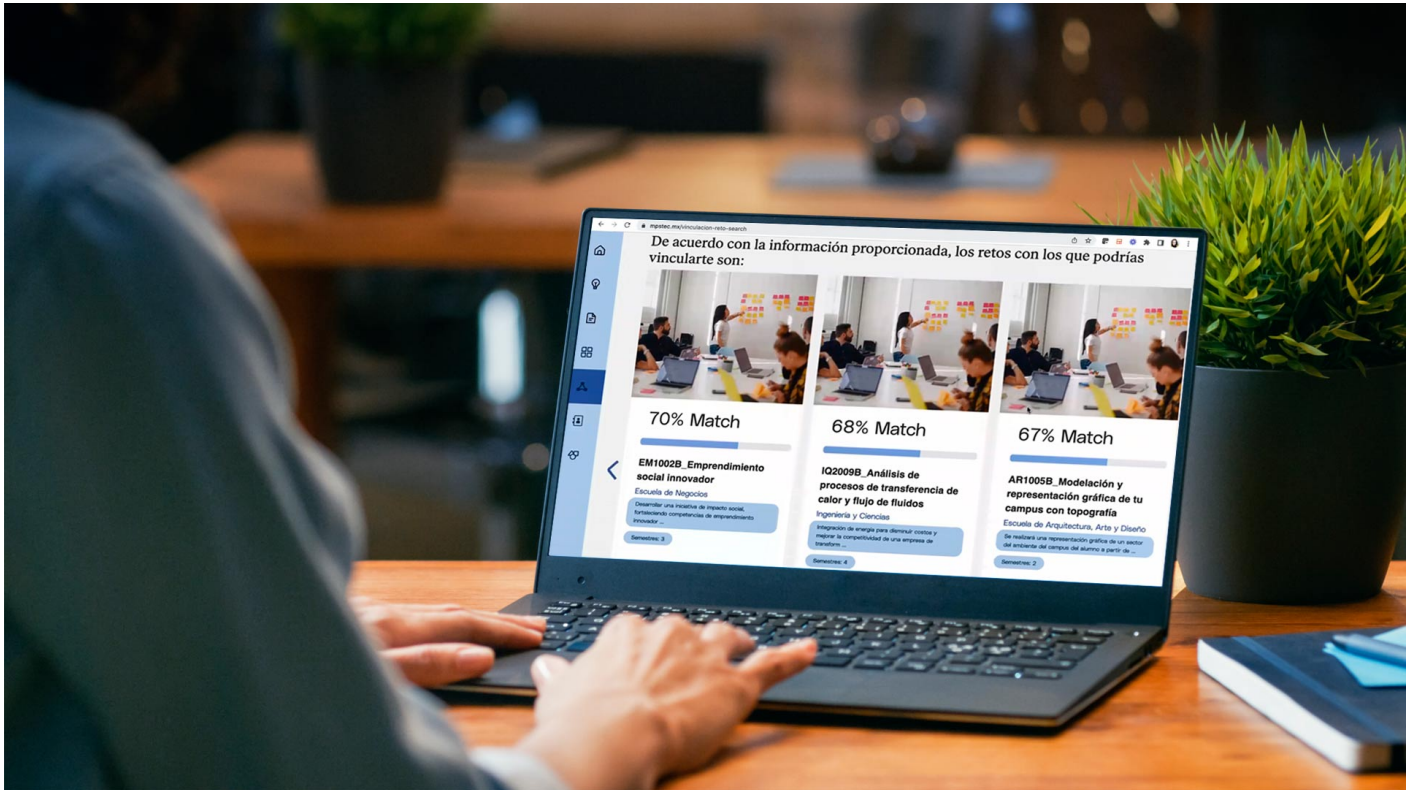 mpstec.mx/vinculacion-reto-search
De acuerdo con la información proporcionada, los retos con los que podrías
vincularte son:
70% Match
EM1002B_Emprendimiento
social innovador
Escuela de Negocios
Desarrollar una iniciativa de impacto social,
fortaleciendo competencias de emprendimiento
innovador ...
Semestres: 3
68% Match
IQ2009B_Análisis de
procesos de transferencia de
calor y flujo de fluidos
Ingeniería y Ciencias
Integración de energía para disminuir costos y
mejorar la competitividad de una empresa de
transform ...
Semestres: 4
67% Match
AR1005B_Modelación y
representación gráfica de tu
campus con topografía
Escuela de Arquitectura, Arte y Diseño
Se realizara una representación gráfica de un sector
del ambiente del campus del alumno a partir de ...
Semestres: 2